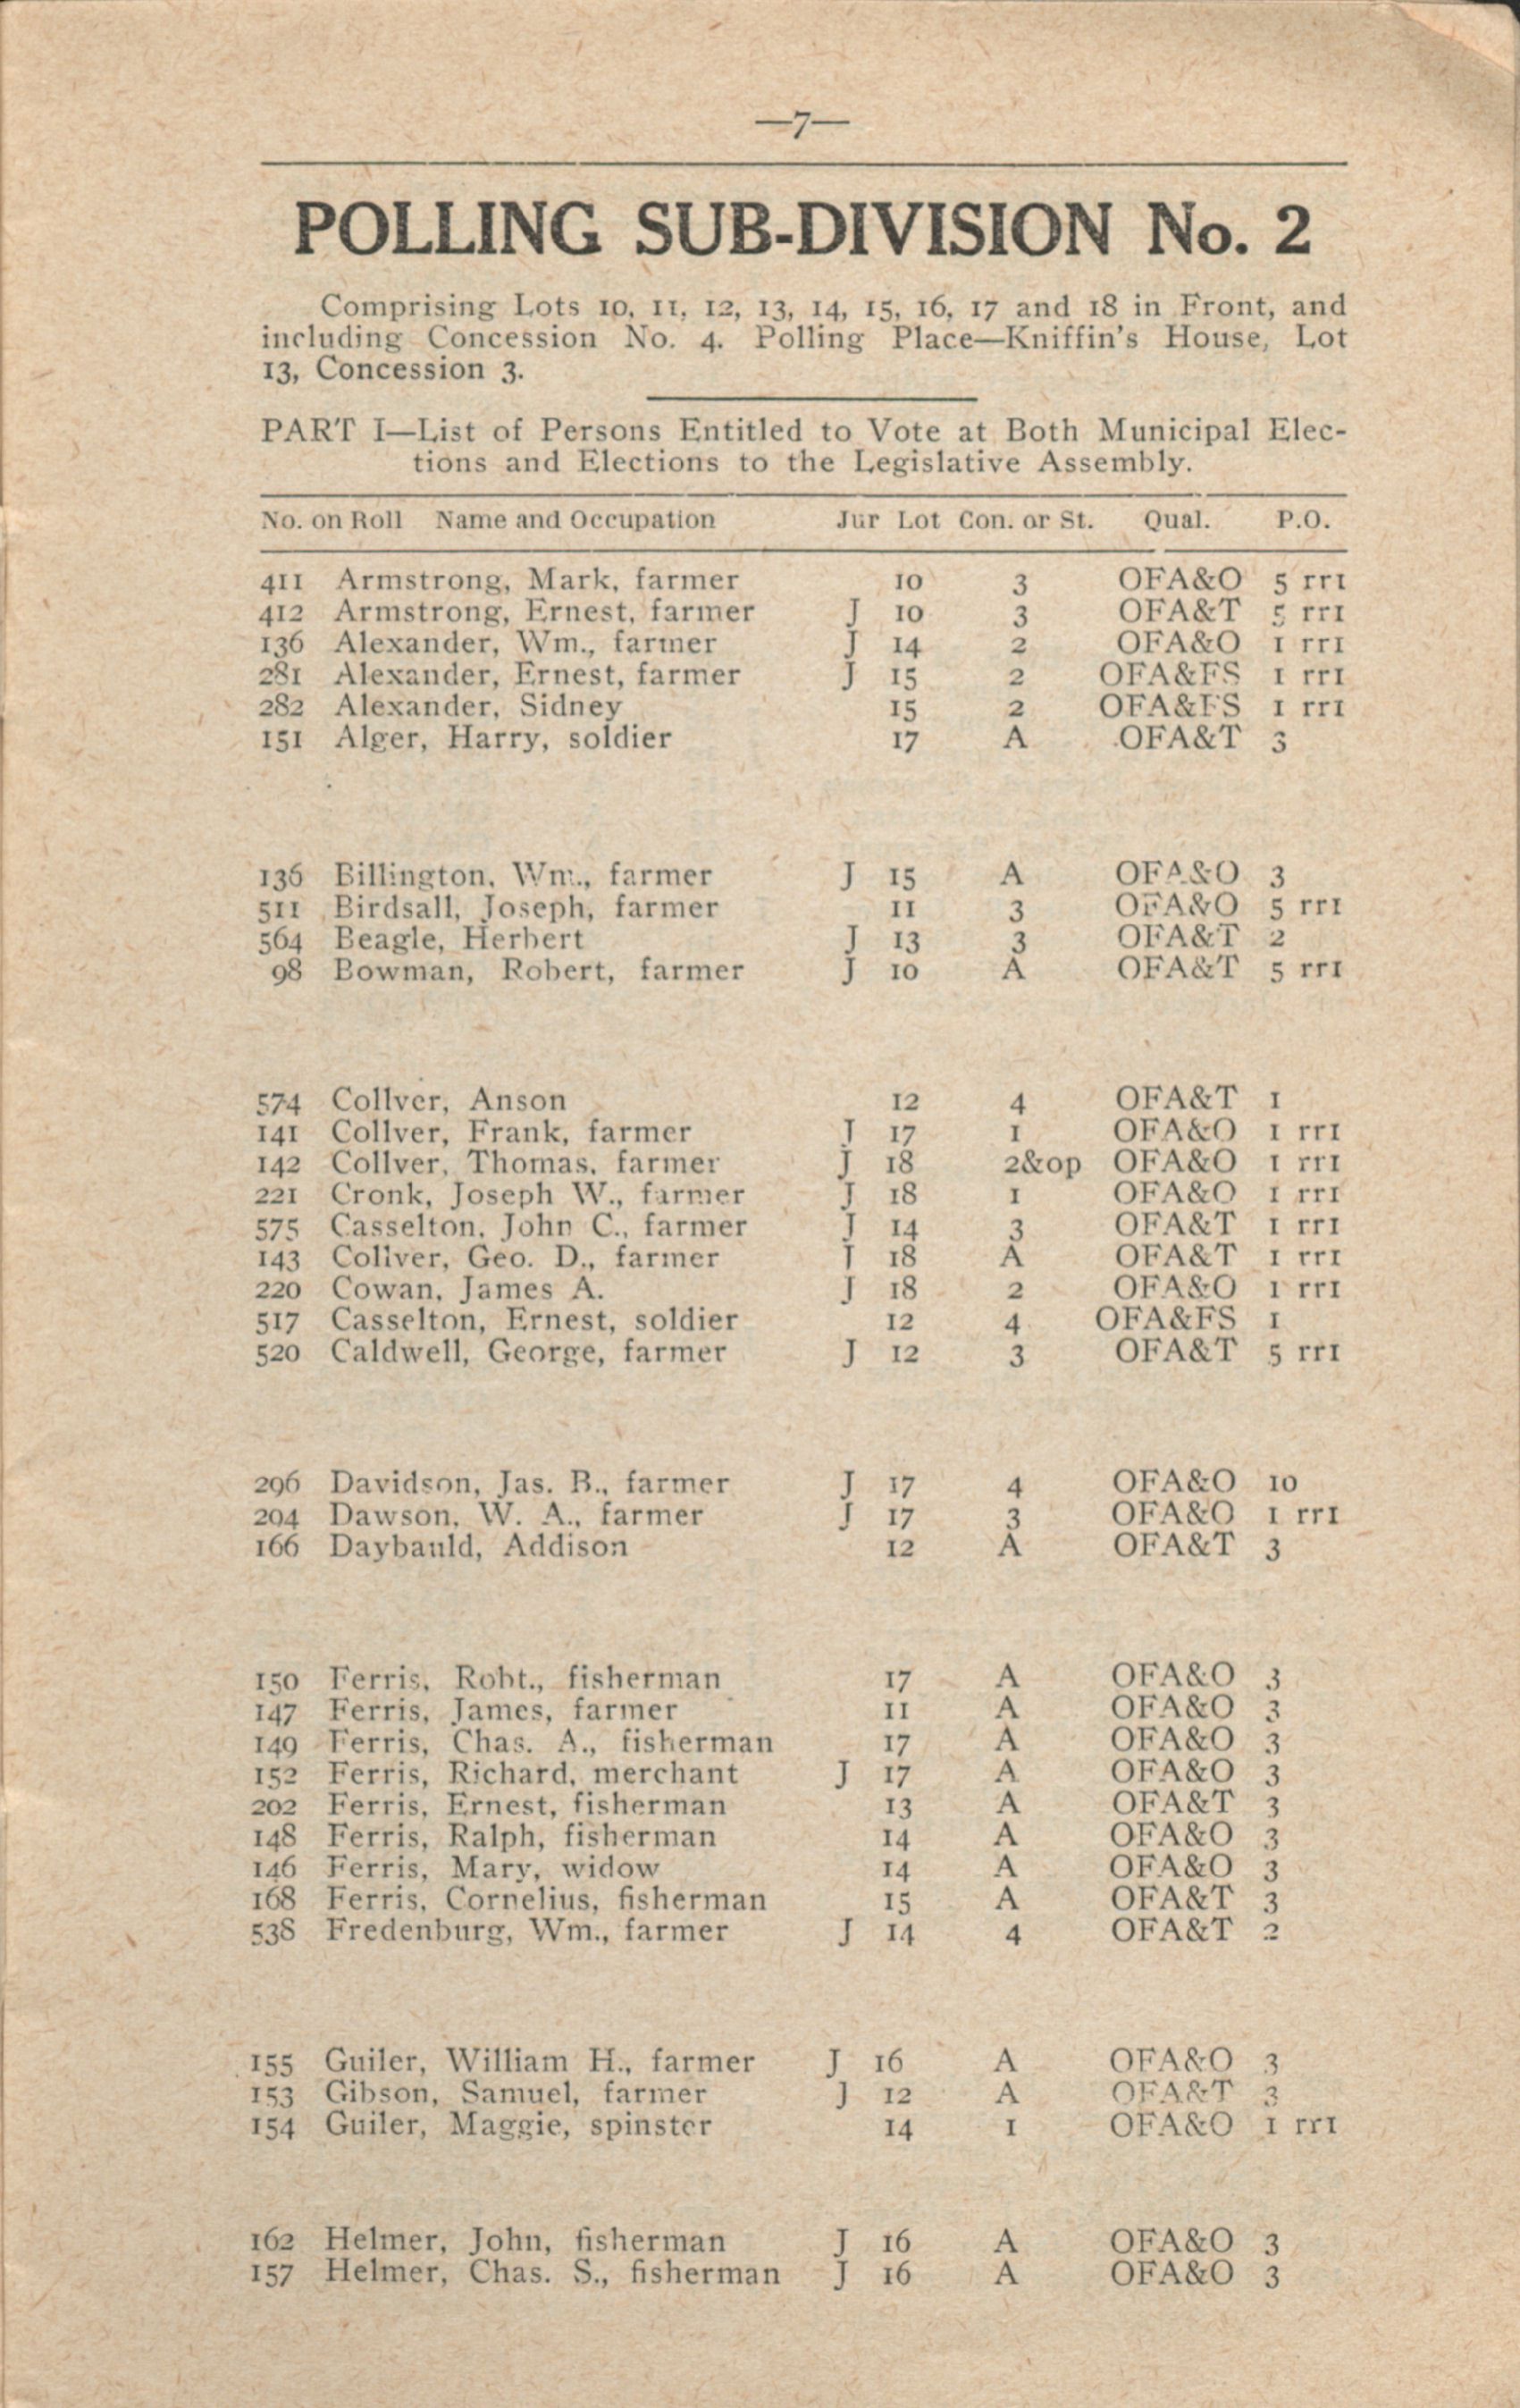 —7—
POLLING SUB-DIVISION No. 2
Comprising Lots 10, 11, 12, 13, 14, 15, 16, 17 and 18 in Front, and
including Concession No. 4. Polling Place—Kniffin's House, Lot
13, Concession 3.
PART I—List of Persons Entitled to Vote at Both Municipal Elec-
tions and Elections to the Legislative Assembly.
No. on Roll Name and Occupation Jur Lot Con. or St. Qual. P.O.
411 Armstrong, Mark, farmer 10 3 OFA&O 5 rr1
412 Armstrong, Ernest, farmer J 10 3 OFA&T 5 rr1
136 Alexander, Wm., farmer J 14 2 OFA&O 1 rr1
281 Alexander, Ernest, farmer J 15 2 OFA&FS 1 rr1
282 Alexander, Sidney 15 2 OFA&FS 1 rr1
151 Alger, Harry, soldier 17 A OFA&T 3
136 Billington, Wm., farmer J 15 A OFA&O 3
511 Birdsall, Joseph, farmer 11 3 OFA&O 5 rr1
564 Beagle, Herbert J 13 3 OFA&T 2
98 Bowman, Robert, farmer J 10 A OFA&T 5 rr1
574 Collver, Anson 12 4 OFA&T 1
141 Collver, Frank, farmer J 17 1 OFA&O 1 rr1
142 Collver, Thomas, farmer J 18 2&op OFA&O 1 rr1
221 Cronk, Joseph W., farmer J 18 1 OFA&O 1 rr1
575 Casselton, John C., farmer J 14 3 OFA&T 1 rr1
143 Collver, Geo. D., farmer J 18 A OFA&T 1 rr1
220 Cowan, James A. J 18 2 OFA&O 1 rr1
517 Casselton, Ernest, soldier 12 4 OFA&FS 1
520 Caldwell, George, farmer J 12 3 OFA&T 5 rr1
296 Davidson, Jas. B., farmer J 17 4 OFA&O 10
294 Dawson, W. A., farmer J 17 3 OFA&O 1 rr1
166 Daybauld, Addison 12 A OFA&T 3
150 Ferris, Robt., fisherman 17 A OFA&O 3
147 Ferris, James, farmer 11 A OFA&O 3
149 Ferris, Chas. A., fisherman 17 A OFA&O 3
152 Ferris, Richard, merchant J 17 A OFA&O 3
202 Ferris, Ernest, fisherman 13 A OFA&T 3
148 Ferris, Ralph, fisherman 14 A OFA&O 3
146 Ferris, Mary, widow 14 A OFA&O 3
168 Ferris, Cornelius, fisherman 15 A OFA&T 3
538 Fredenburg, Wm., farmer J 14 4 OFA&T 2
155 Guiler, William H., farmer J 16 A OFA&O 3
153 Gibson, Samuel, farmer J 12 A OFA&T 3
154 Guiler, Maggie, spinster 14 1 OFA&O 1 rr1
162 Helmer, John, fisherman J 16 A OFA&O 3
157 Helmer, Chas. S., fisherman J 16 A OFA&O 3